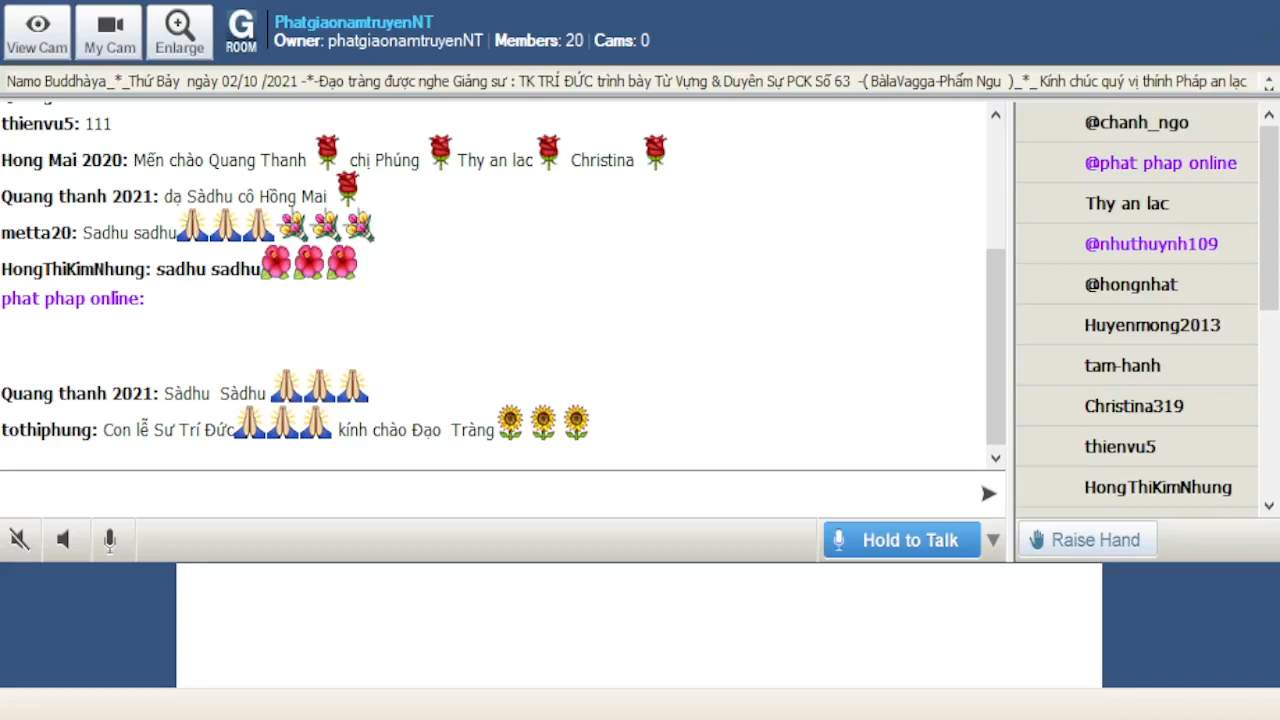 View Cam
My Cam
Enlarge
G
ROOM
PhatgiaonamtruyenNT
Owner: phatgiaonamtruyenNT | Members: 20 | Cams: 0
Namo Buddhàya_*_Thứ Bảy ngày 02/10 /2021 -*-Đạo tràng được nghe Giảng sư : TK TRÍ ĐỨC trình bày Từ Vựng & Duyên Sự PCK Số 63 -( BàlaVagga-Phẩm Ngu )_*_ Kính chúc quý vị thính Pháp an lạc
thienvu5: 111
Hong Mai 2020: Mến chào Quang Thanh chị Phúng Thy an lac Christina
Quang thanh 2021: dạ Sàdhu cô Hồng Mai
metta20: Sadhu sadhu
HongThiKimNhung: sadhu sadhu
phat phap online:
Quang thanh 2021: Sàdhu Sàdhu
tothiphung: Con lễ Sư Trí Đức kính chào Đạo Tràng
@chanh_ngo
@phat phap online
Thy an lac
@nhuthuynh109
@hongnhat
Huyenmong2013
tam-hanh
Christina319
thienvu5
HongThiKimNhung
Hold to Talk
Raise Hand